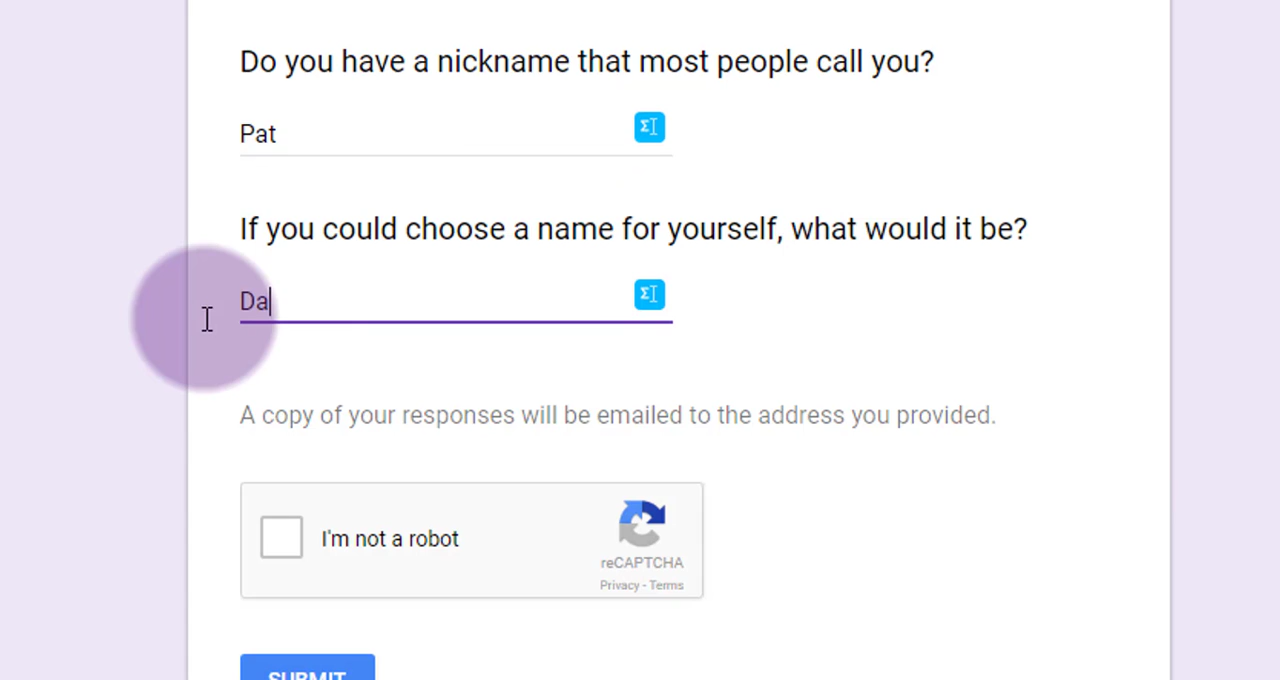 Do you have a nickname that most people call you?
Pat
If you could choose a name for yourself, what would it be?
Da
A copy of your responses will be emailed to the address you provided.
I'm not a robot
reCAPTCHA
Privacy - Terms
SUBMIT